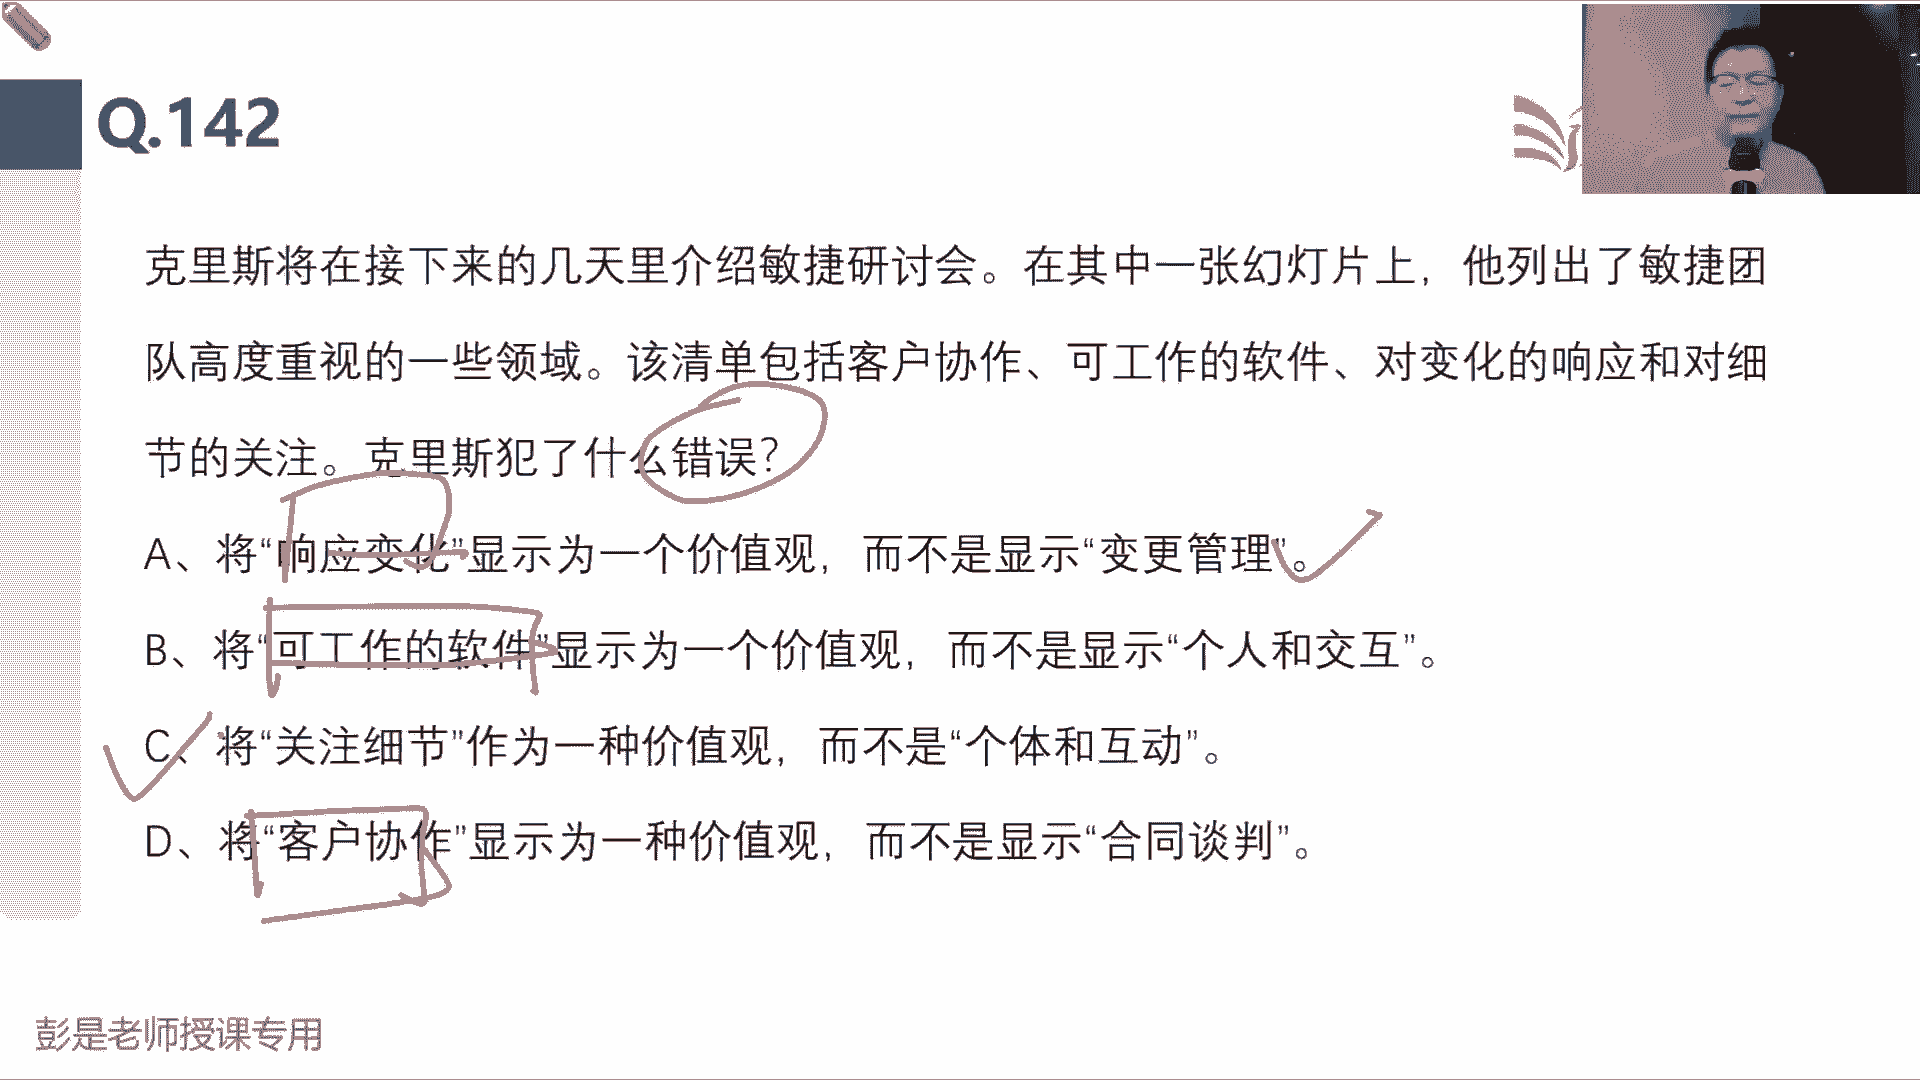 Q.142
克里斯将在接下来的几天里介绍敏捷研讨会。在其中一张幻灯片上，他列出了敏捷团
队高度重视的一些领域。该清单包括客户协作、可工作的软件、对变化的响应和对细
节的关注。克里斯犯了什么错误？
A、将“响应变化”显示为一个价值观，而不是显示“变更管理”。
B、将“可工作的软件”显示为一个价值观，而不是显示“个人和交互”。
C、将“关注细节”作为一种价值观，而不是“个体和互动”。
D、将“客户协作”显示为一种价值观，而不是显示“合同谈判”。
彭是老师授课专用